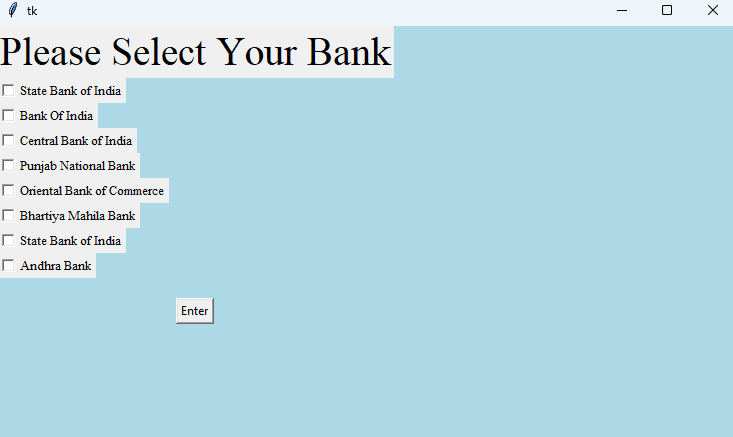 tk
Please Select Your Bank
State Bank of India
Bank Of India
Central Bank of India
Punjab National Bank
Oriental Bank of Commerce
Bhartiya Mahila Bank
State Bank of India
Andhra Bank
Enter